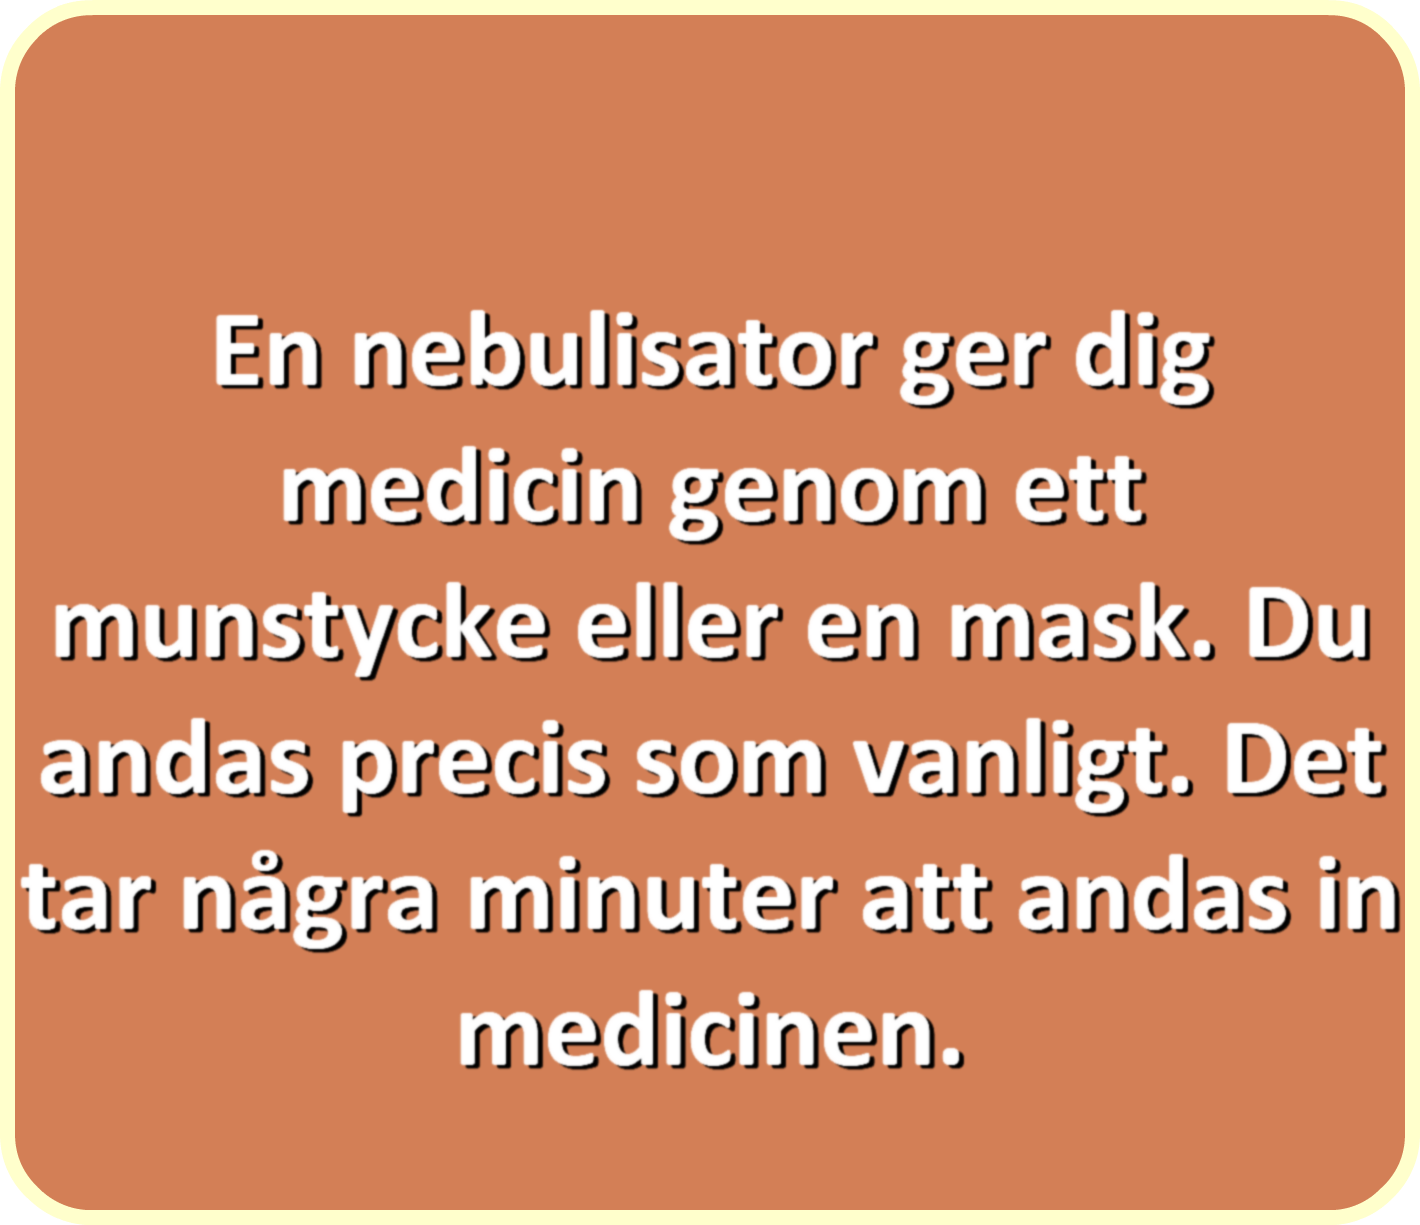 En nebulisator ger dig
medicin genom ett
munstycke eller en mask. Du
andas precis som vanligt. Det
tar några minuter att andas in
medicinen.